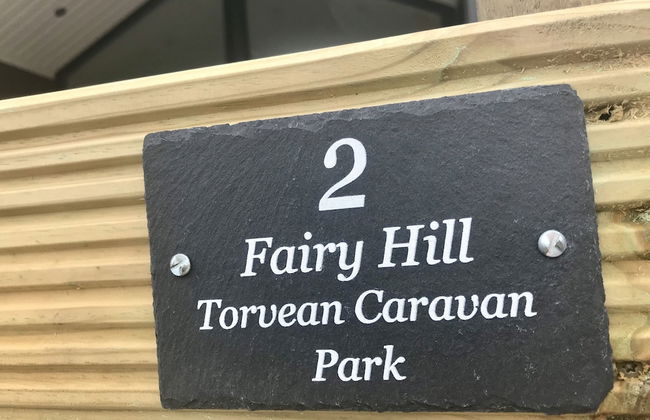 2
Fairy Hill
Torvean Caravan
Park